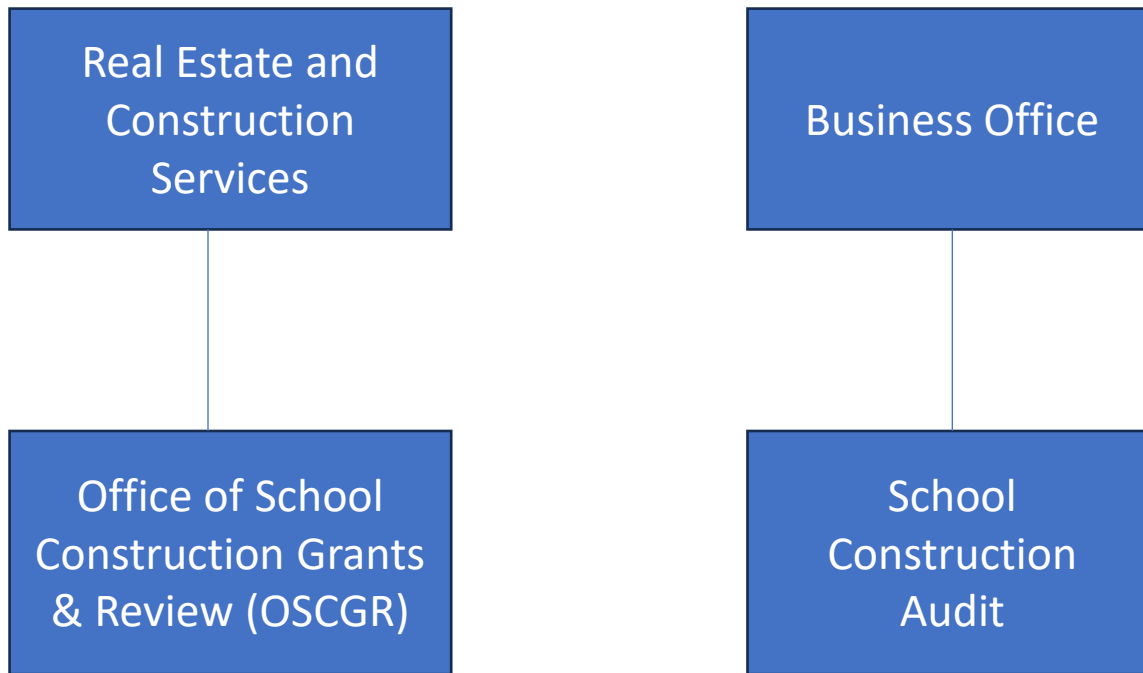 Real Estate and
Construction
Services
Business Office
Office of School
Construction Grants
& Review (OSCGR)
School
Construction
Audit